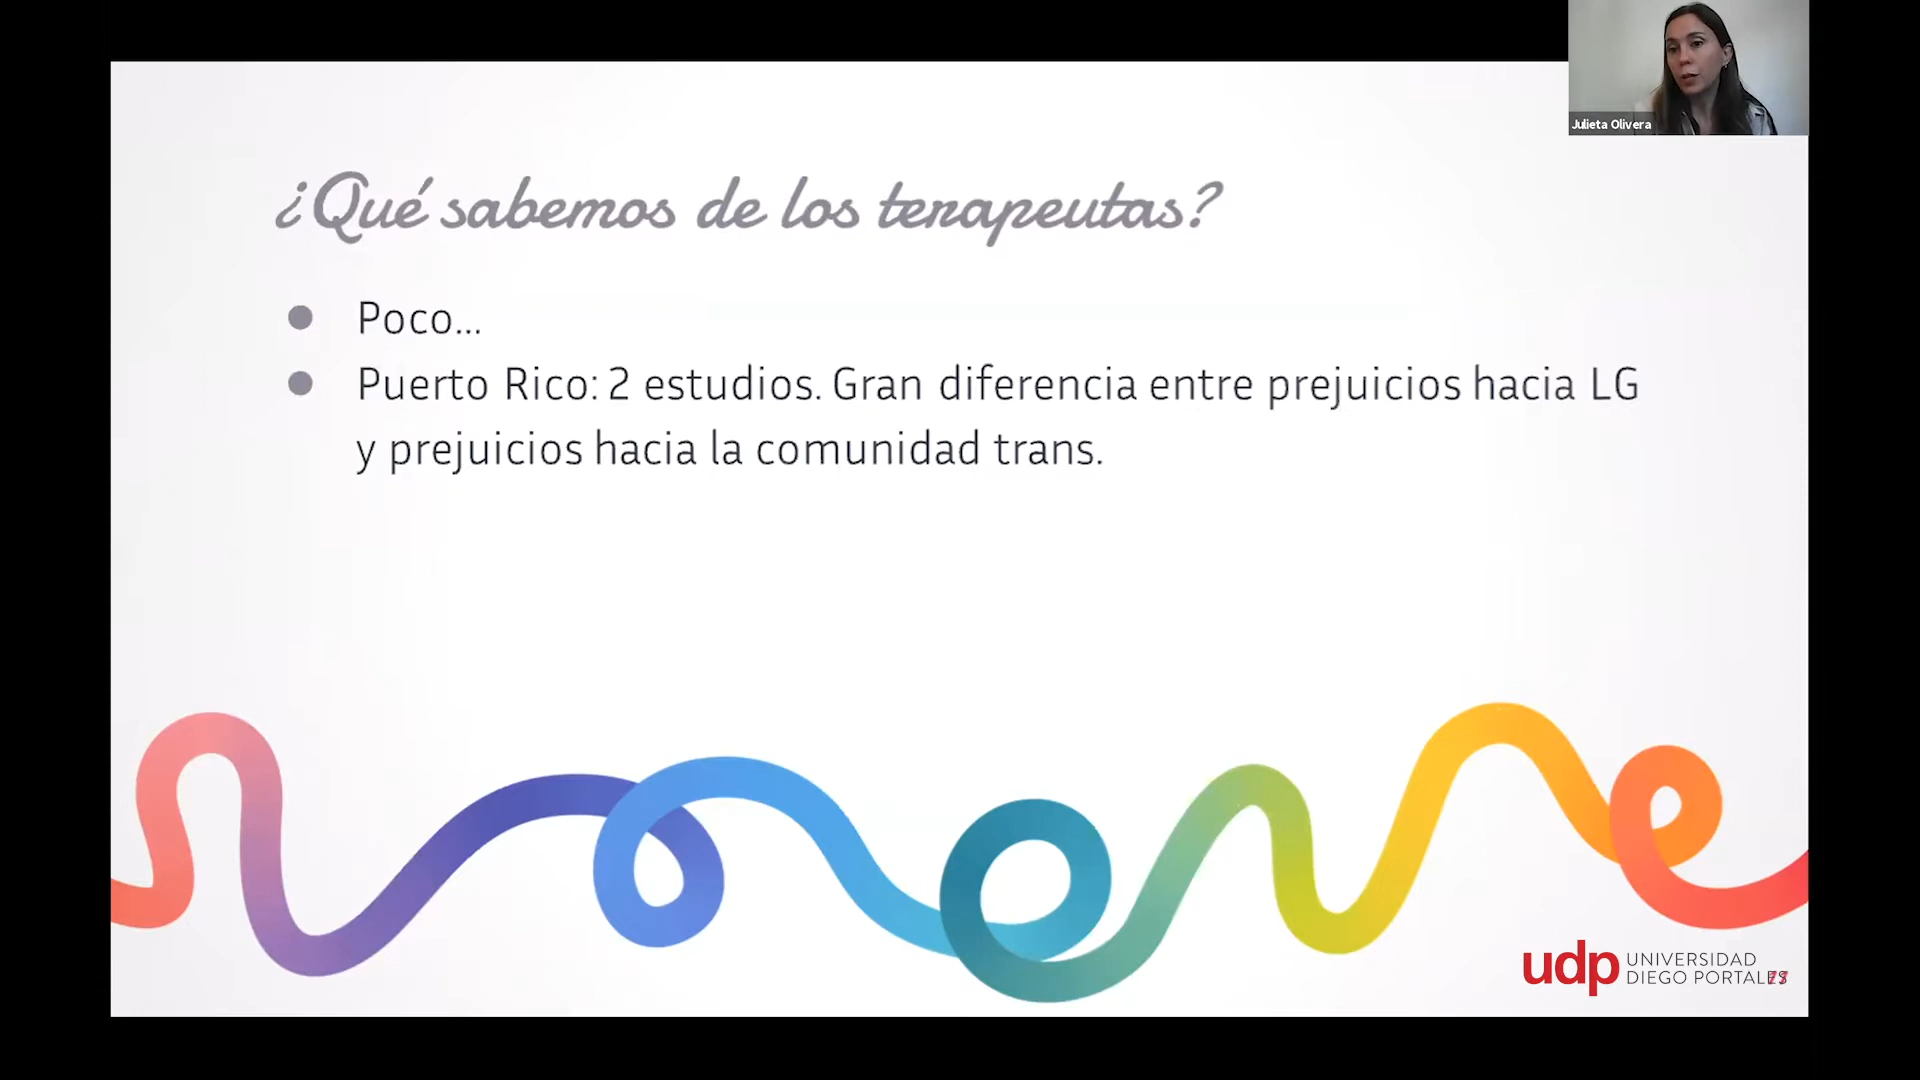 Julieta Olivera
¿Qué sabemos de los terapeutas?
Poco...
Puerto Rico: 2 estudios. Gran diferencia entre prejuicios hacia LG
y prejuicios hacia la comunidad trans.
udp UNIVERSIDAD
DIEGO PORTALES